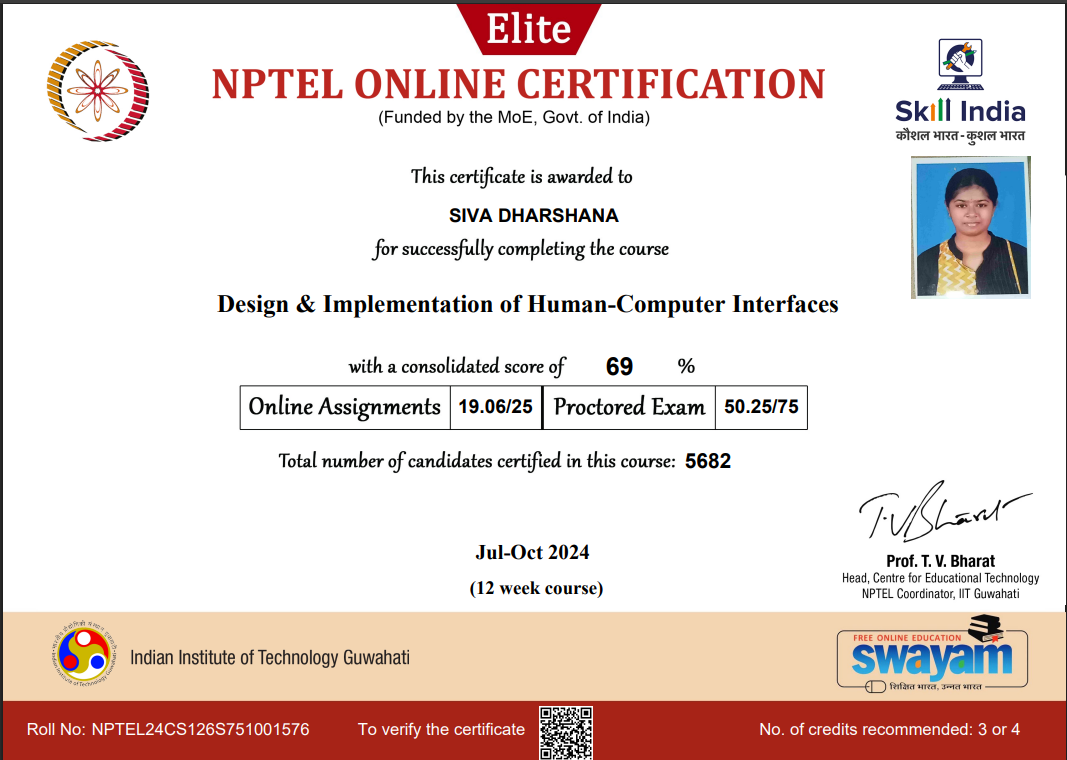 Elite
NPTEL ONLINE CERTIFICATION
(Funded by the MoE, Govt. of India)
Skill India
कौशल भारत - कुशल भारत
This certificate is awarded to
SIVA DHARSHANA
for successfully completing the course
Design & Implementation of Human-Computer Interfaces
with a consolidated score of 69 %
Online Assignments 19.06/25 Proctored Exam 50.25/75
Total number of candidates certified in this course: 5682
Jul-Oct 2024
(12 week course)
T.V Bharat
Prof. T. V. Bharat
Head, Centre for Educational Technology
NPTEL Coordinator, IIT Guwahati
Indian Institute of Technology Guwahati
Indian Institute of Technology Guwahati
FREE ONLINE EDUCATION
swayam
शिक्षित भारत, उन्नत भारत
Roll No: NPTEL24CS126S751001576
To verify the certificate
No. of credits recommended: 3 or 4